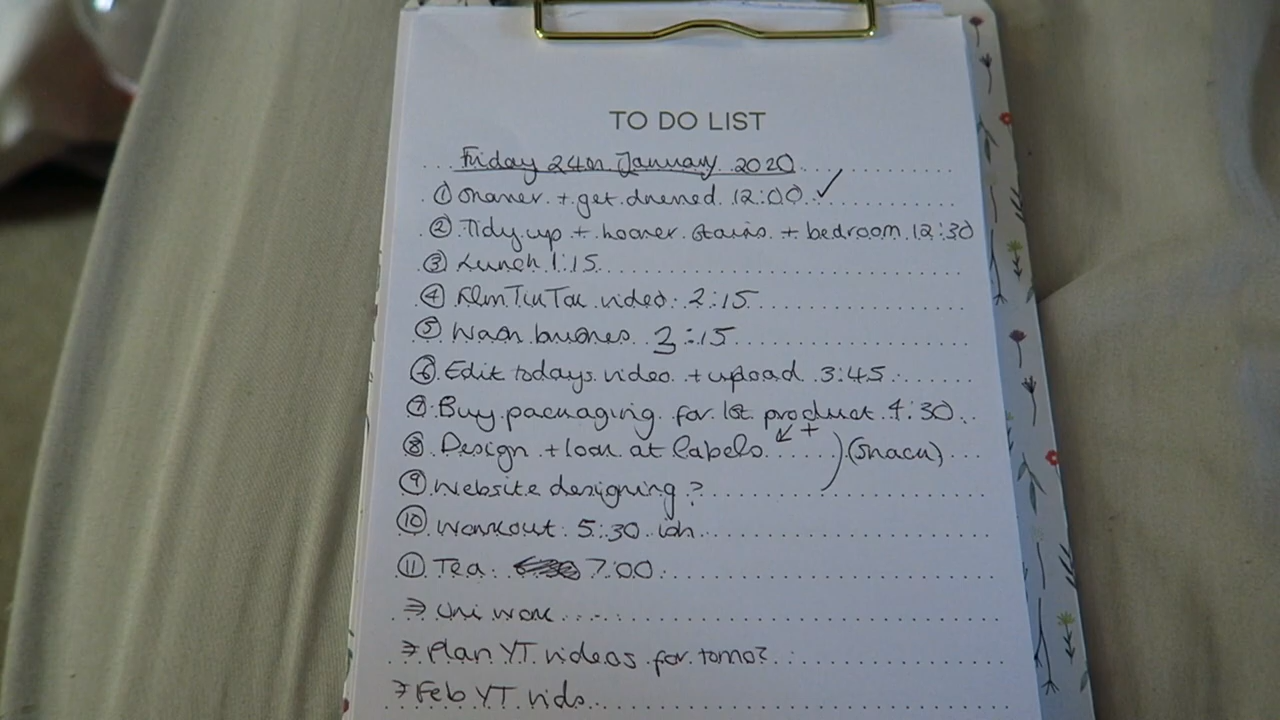 TO DO LIST
Friday 24th January 2020
① Shower + get dressed 12:00 ✓
② Tidy up + hoover stairs + bedroom 12:30
③ Lunch 1:15
④ Film TikTok video 2:15
⑤ Wash brushes 3:15
⑥ Edit todays video + upload 3:45
⑦ Buy packaging for 1st product 4:30
⑧ Design + look at labels ↙ + (snack)
⑨ Website designing?
⑩ Workout 5:30 ish
⑪ Tea 7:00
→ Uni work
→ Plan YT videos for tomoz
→ Feb YT vids